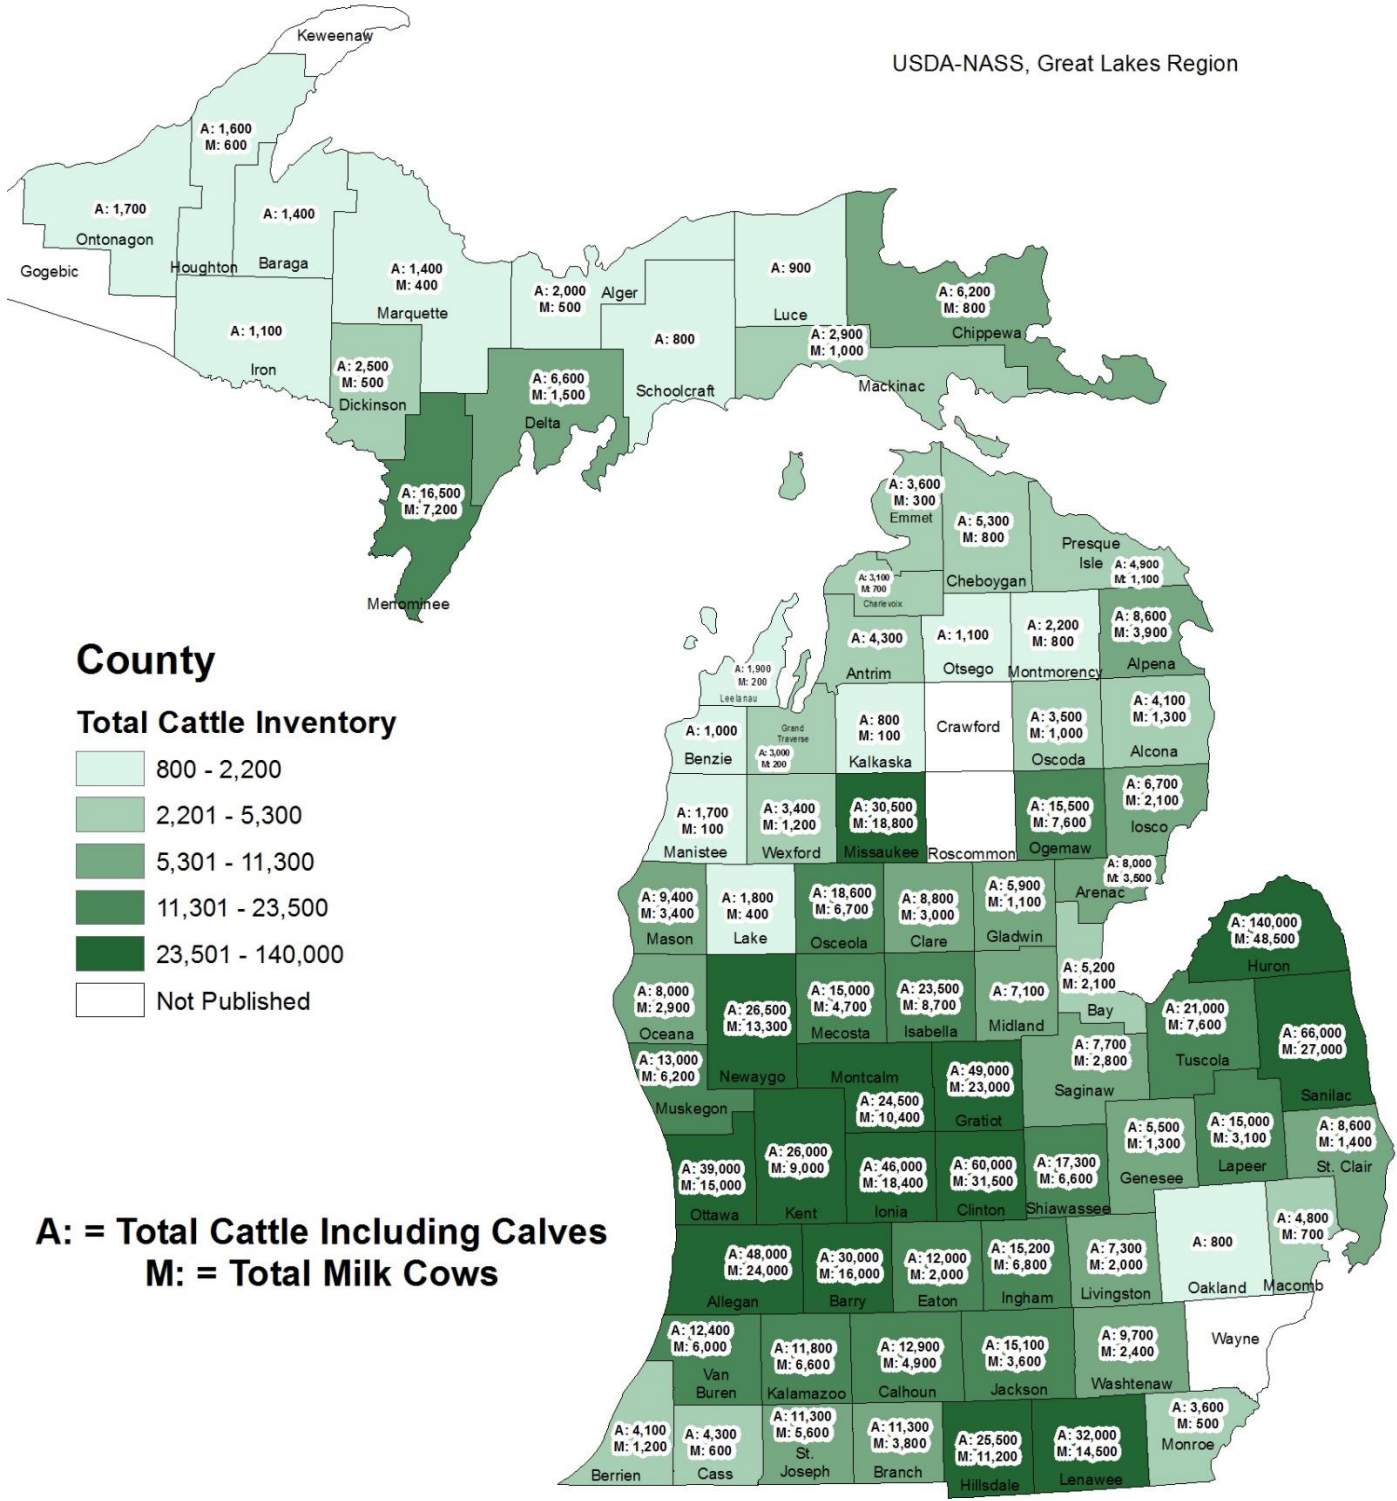 Keweenaw
USDA-NASS, Great Lakes Region
A: 1,600
M: 600
Houghton
A: 1,700
Ontonagon
A: 1,400
Baraga
Gogebic
A: 1,400
M: 400
Marquette
A: 2,000
M: 500
Alger
A: 900
Luce
A: 6,200
M: 800
Chippewa
A: 1,100
Iron
A: 2,500
M: 500
Dickinson
A: 6,600
M: 1,500
Delta
A: 800
Schoolcraft
A: 2,900
M: 1,000
Mackinac
A: 16,500
M: 7,200
Menominee
A: 3,600
M: 300
Emmet
A: 5,300
M: 800
Cheboygan
Presque
Isle
A: 4,900
M: 1,100
A: 3,100
M: 700
Charlevoix
A: 4,300
Antrim
A: 1,100
Otsego
A: 2,200
M: 800
Montmorency
A: 8,600
M: 3,900
Alpena
County
Total Cattle Inventory
800 - 2,200
2,201 - 5,300
5,301 - 11,300
11,301 - 23,500
23,501 - 140,000
Not Published
A: 1,900
M: 200
Leelanau
A: 1,000
Benzie
Grand
Traverse
A: 3,000
M: 200
A: 800
M: 100
Kalkaska
Crawford
A: 3,500
M: 1,000
Oscoda
A: 4,100
M: 1,300
Alcona
A: 1,700
M: 100
Manistee
A: 3,400
M: 1,200
Wexford
A: 30,500
M: 18,800
Missaukee
Roscommon
A: 15,500
M: 7,600
Ogemaw
A: 6,700
M: 2,100
Iosco
A: 9,400
M: 3,400
Mason
A: 1,800
M: 400
Lake
A: 18,600
M: 6,700
Osceola
A: 8,800
M: 3,000
Clare
A: 5,900
M: 1,100
Gladwin
A: 8,000
M: 3,500
Arenac
A: 140,000
M: 48,500
Huron
A: 8,000
M: 2,900
Oceana
A: 26,500
M: 13,300
Newaygo
A: 15,000
M: 4,700
Mecosta
A: 23,500
M: 8,700
Isabella
A: 7,100
Midland
A: 5,200
M: 2,100
Bay
A: 21,000
M: 7,600
Tuscola
A: 66,000
M: 27,000
Sanilac
A: 13,000
M: 6,200
Muskegon
Montcalm
A: 24,500
M: 10,400
A: 49,000
M: 23,000
Gratiot
A: 7,700
M: 2,800
Saginaw
A: 39,000
M: 15,000
Ottawa
A: 26,000
M: 9,000
Kent
A: 46,000
M: 18,400
Ionia
A: 60,000
M: 31,500
Clinton
A: 17,300
M: 6,600
Shiawassee
A: 5,500
M: 1,300
Genesee
A: 15,000
M: 3,100
Lapeer
A: 8,600
M: 1,400
St. Clair
A: = Total Cattle Including Calves
M: = Total Milk Cows
A: 48,000
M: 24,000
Allegan
A: 30,000
M: 16,000
Barry
A: 12,000
M: 2,000
Eaton
A: 15,200
M: 6,800
Ingham
A: 7,300
M: 2,000
Livingston
A: 800
Oakland
A: 4,800
M: 700
Macomb
A: 12,400
M: 6,000
Van
Buren
A: 11,800
M: 6,600
Kalamazoo
A: 12,900
M: 4,900
Calhoun
A: 15,100
M: 3,600
Jackson
A: 9,700
M: 2,400
Washtenaw
Wayne
A: 4,100
M: 1,200
Berrien
A: 4,300
M: 600
Cass
A: 11,300
M: 5,600
St.
Joseph
A: 11,300
M: 3,800
Branch
A: 25,500
M: 11,200
Hillsdale
A: 32,000
M: 14,500
Lenawee
A: 3,600
M: 500
Monroe